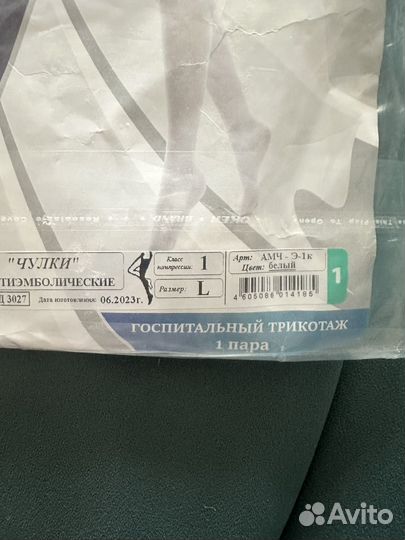 "ЧУЛКИ"
ТИЭМБОЛИЧЕСКИЕ
Д 3027
Дата изготовления: 06.2023г.
Класс компрессии: 1
Размер: L
Арт: АМЧ - Э-1к
Цвет: белый
4 605086 014185
1
ГОСПИТАЛЬНЫЙ ТРИКОТАЖ
1 пара
Avito